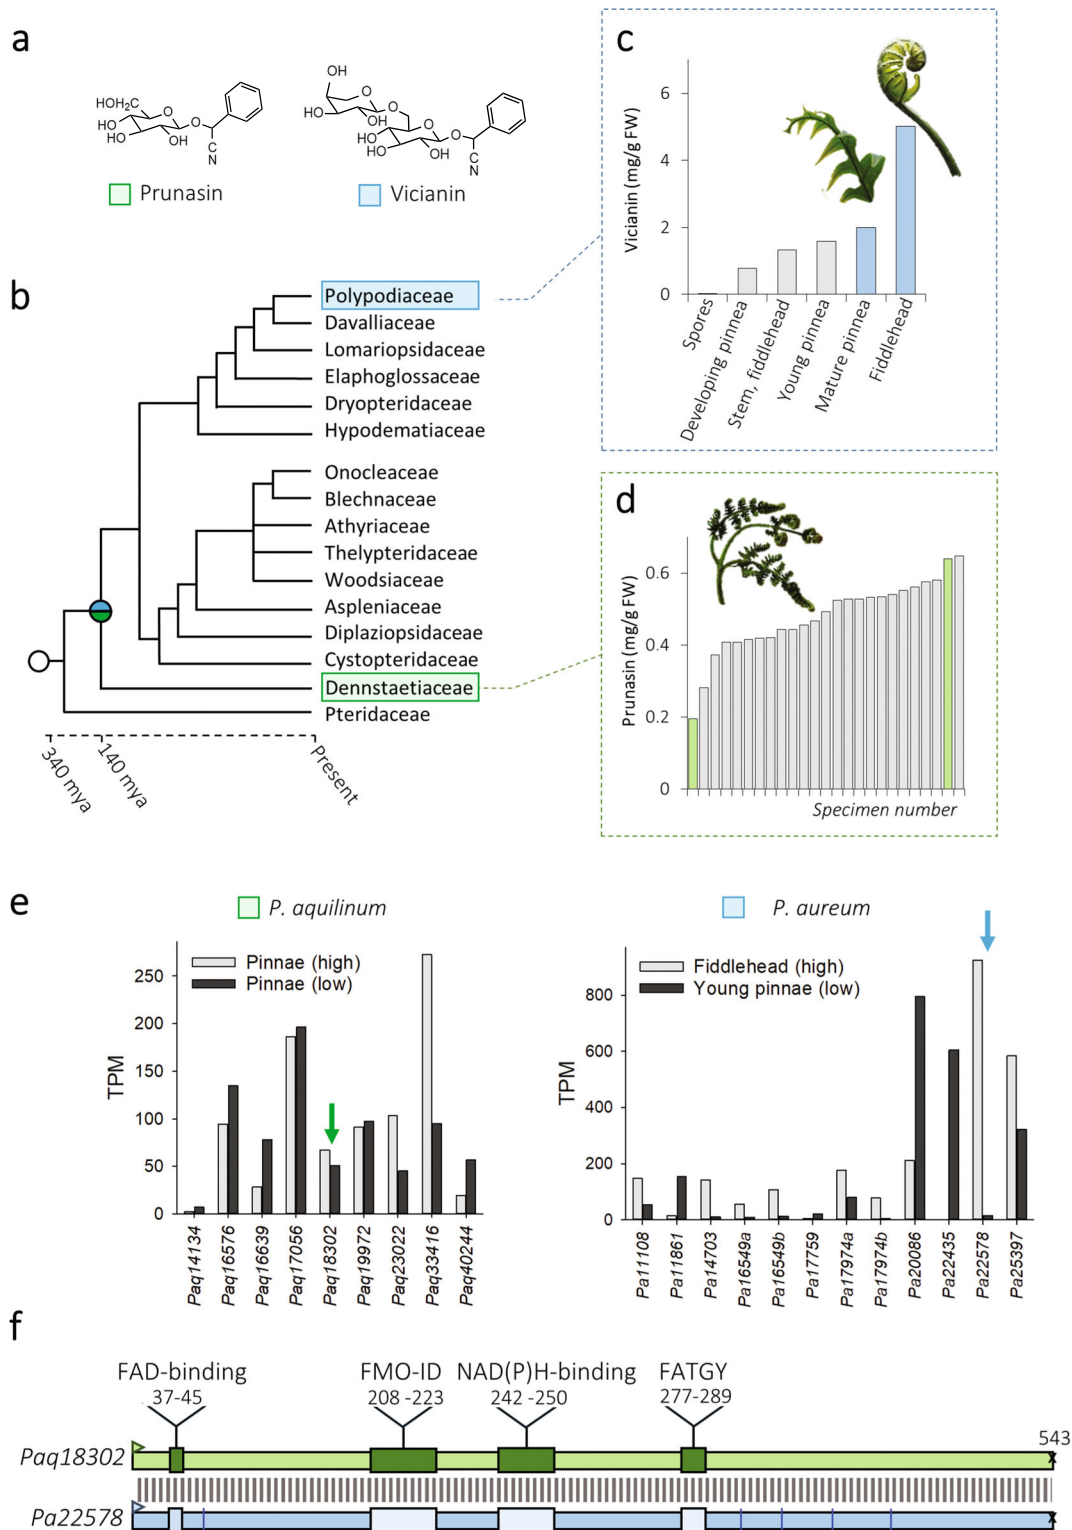 a
HOH₂C
HO
HO
O
OH
O
CN
OH
HO
O
OH
O
HO
HO
O
OH
O
CN
Prunasin
Vicianin
b
Polypodiaceae
Davalliaceae
Lomariopsidaceae
Elaphoglossaceae
Dryopteridaceae
Hypodematiaceae
Onocleaceae
Blechnaceae
Athyriaceae
Thelypteridaceae
Woodsiaceae
Aspleniaceae
Diplaziopsidaceae
Cystopteridaceae
Dennstaetiaceae
Pteridaceae
340 mya
140 mya
Present
c
Vicianin (mg/g FW)
6
4
2
0
Spores
Developing pinnea
Stem, fiddlehead
Young pinnea
Mature pinnea
Fiddlehead
d
Prunasin (mg/g FW)
0.6
0.4
0.2
0
Specimen number
e
P. aquilinum
Pinnae (high)
Pinnae (low)
TPM
250
200
150
100
50
0
Paq14134
Paq16576
Paq16639
Paq17056
Paq18302
Paq19972
Paq23022
Paq33416
Paq40244
P. aureum
Fiddlehead (high)
Young pinnae (low)
TPM
800
600
400
200
0
Pa11108
Pa11861
Pa14703
Pa16549a
Pa16549b
Pa17759
Pa17974a
Pa17974b
Pa20086
Pa22435
Pa22578
Pa25397
f
FAD-binding
37-45
FMO-ID
208 -223
NAD(P)H-binding
242 -250
FATGY
277-289
543
Paq18302
x
Pa22578
x